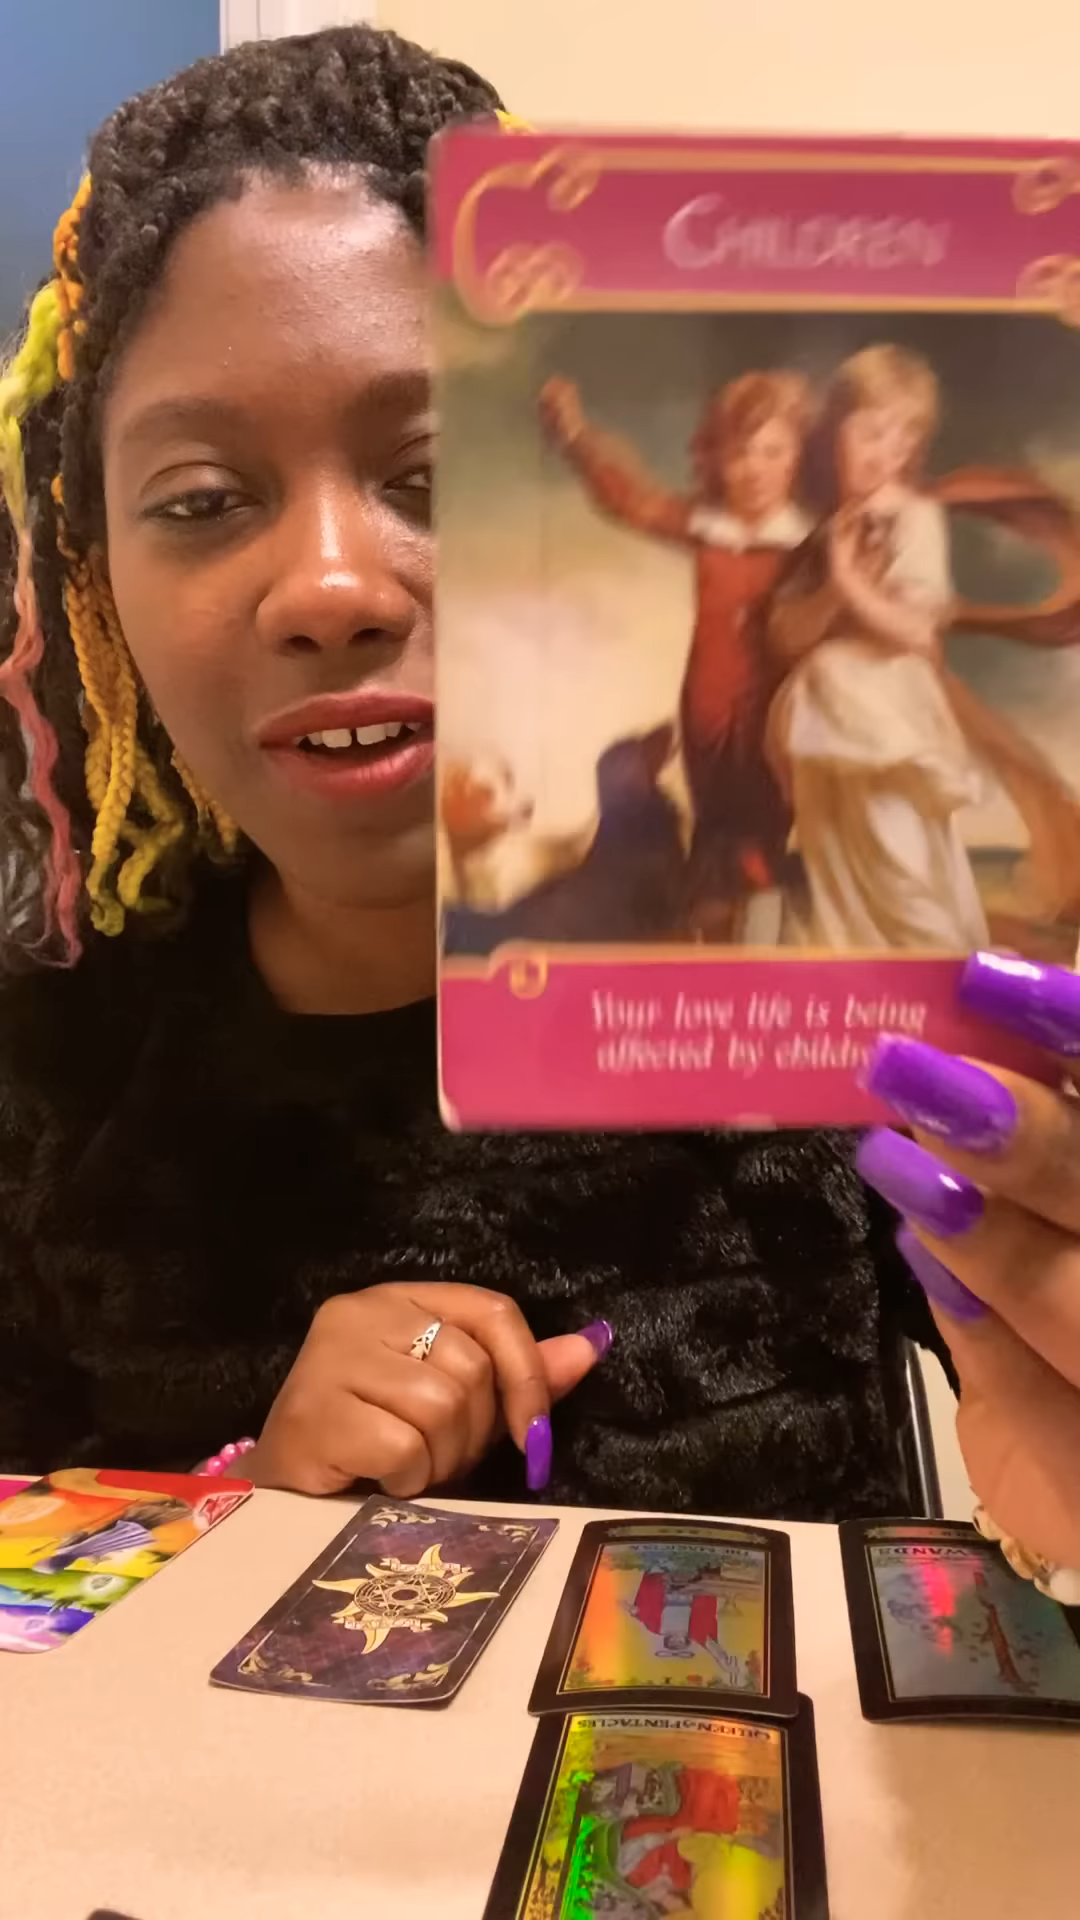 CHILDREN
Your love life is being
affected by
THE MAGICIAN
I
WANDS
QUEEN of PENTACLES